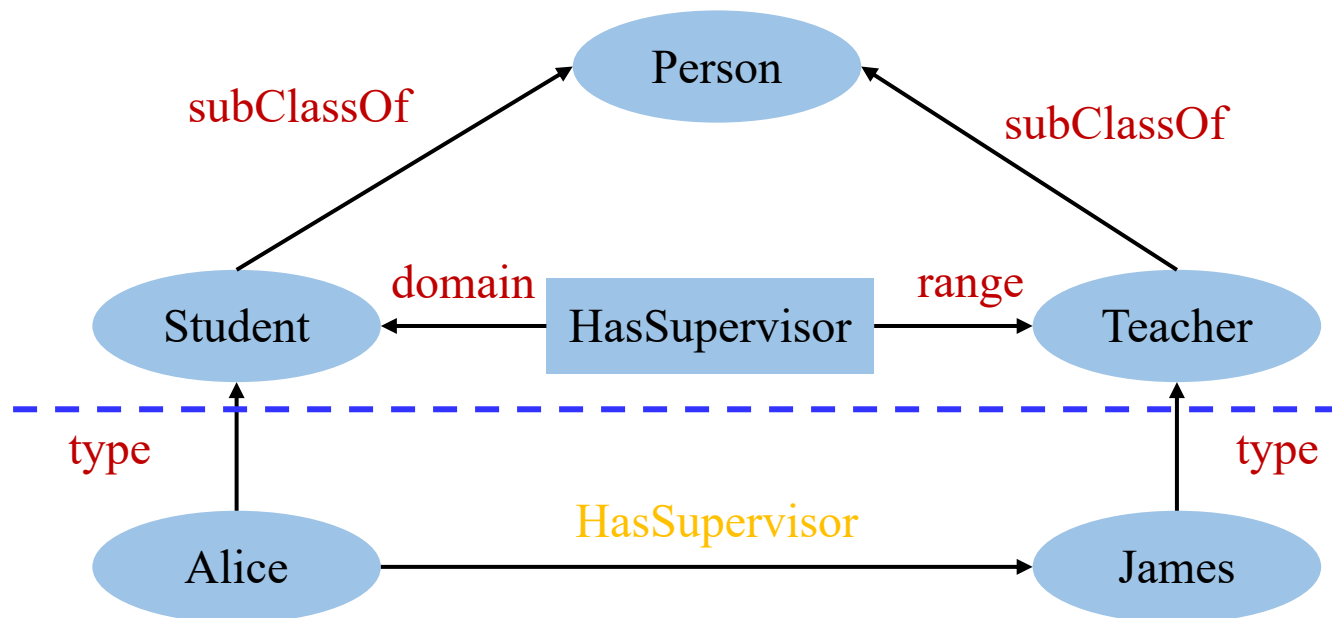 Person
subClassOf
subClassOf
domain
range
Student
HasSupervisor
Teacher
type
type
HasSupervisor
Alice
James